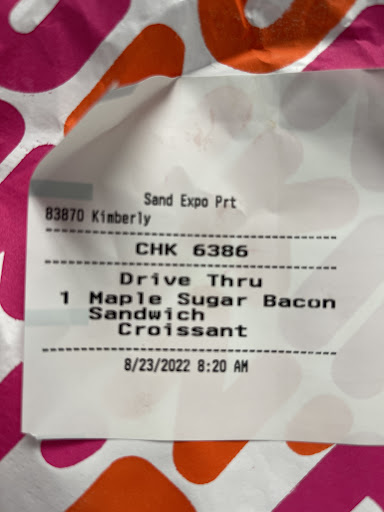 Sand Expo Prt
83870 Kimberly
CHK 6386
Drive Thru
1 Maple Sugar Bacon
Sandwich
Croissant
8/23/2022 8:20 AM